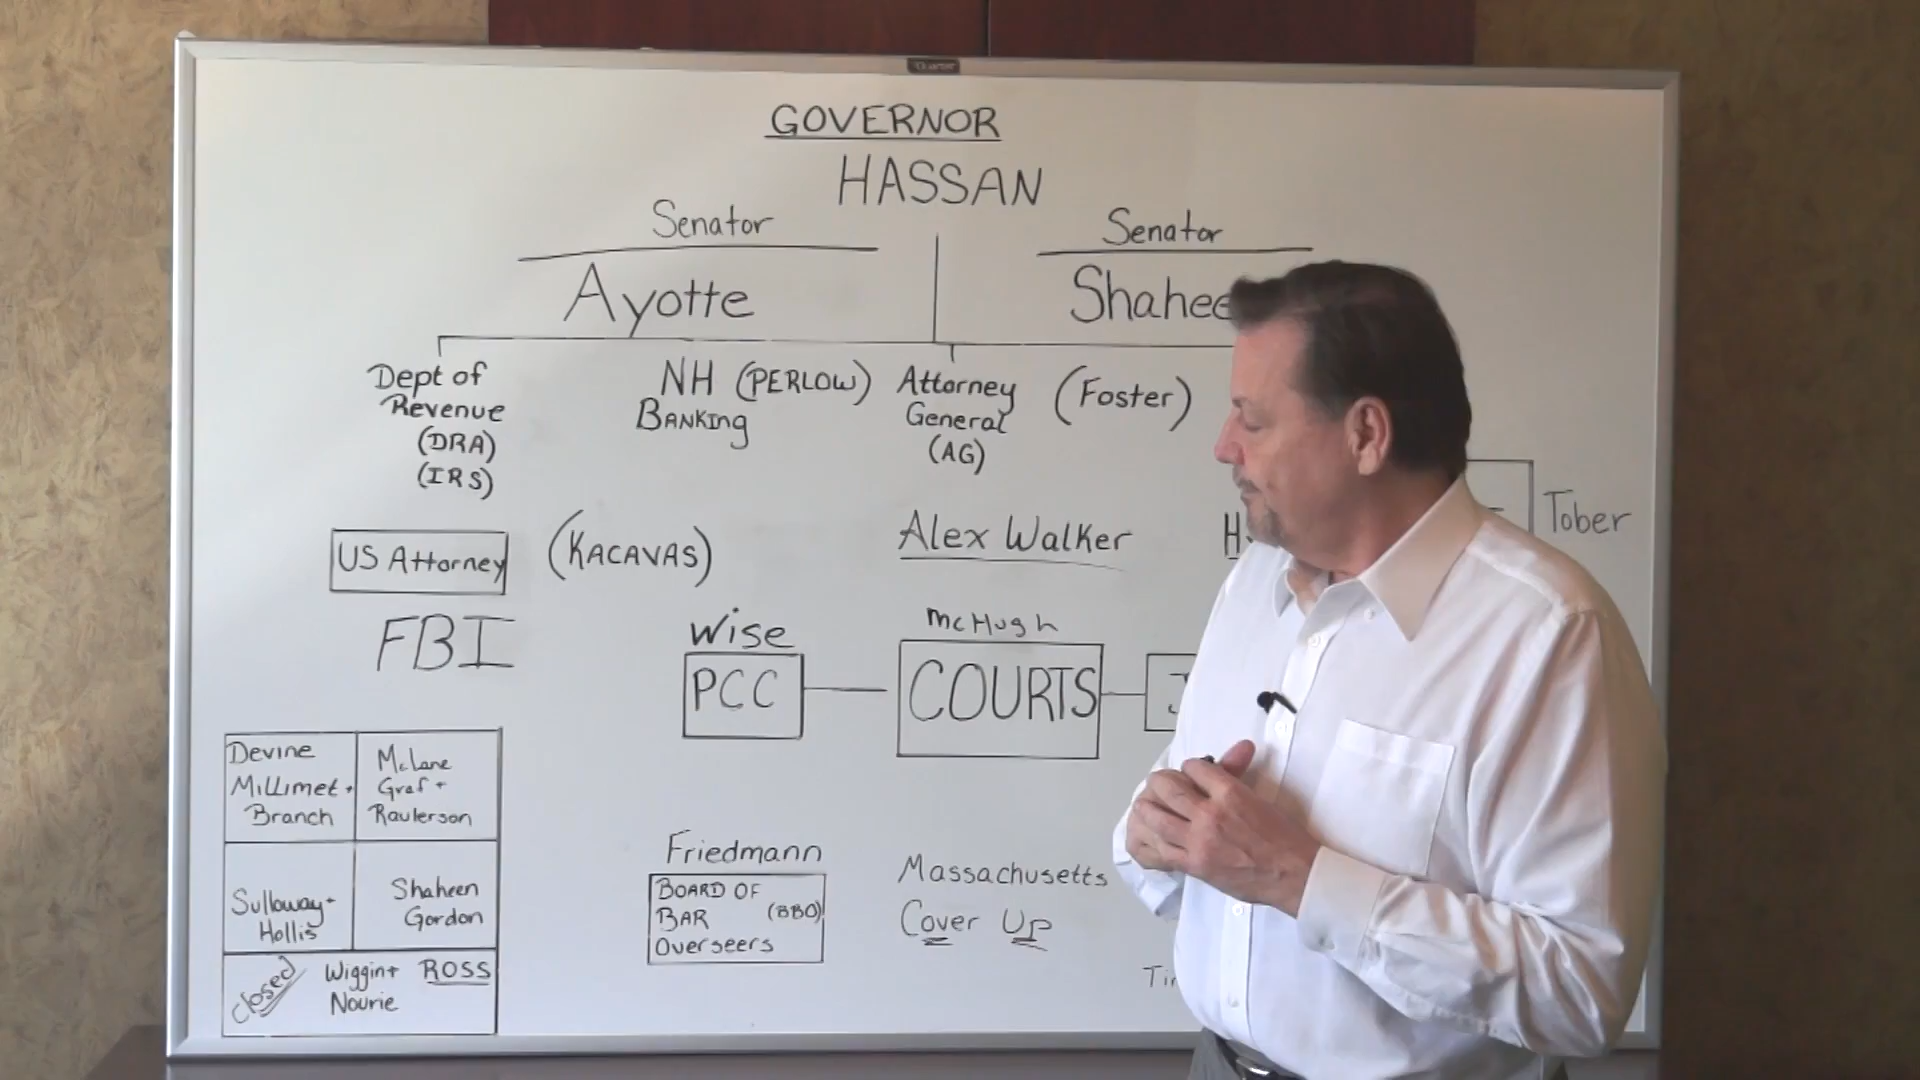 Quartet
GOVERNOR
HASSAN
Senator
Ayotte
Senator
Shahee
Dept of
Revenue
(DRA)
(IRS)
NH (PERLOW)
BANKING
Attorney
General
(AG)
(Foster)
US Attorney
(KACAVAS)
FBI
Alex Walker
Tober
Wise
PCC
McHugh
COURTS
Devine
Millimet +
Branch
McLane
Graf +
Raulerson
Sulloway +
Hollis
Shaheen
Gordon
Closed
Wiggin +
Nourie
ROSS
Friedmann
BOARD OF
BAR (BBO)
Overseers
Massachusetts
Cover Up